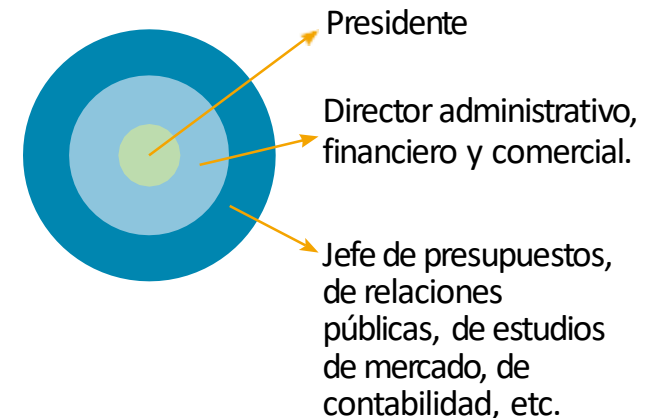 Presidente
Director administrativo,
financiero y comercial.
Jefe de presupuestos,
de relaciones
públicas, de estudios
de mercado, de
contabilidad, etc.